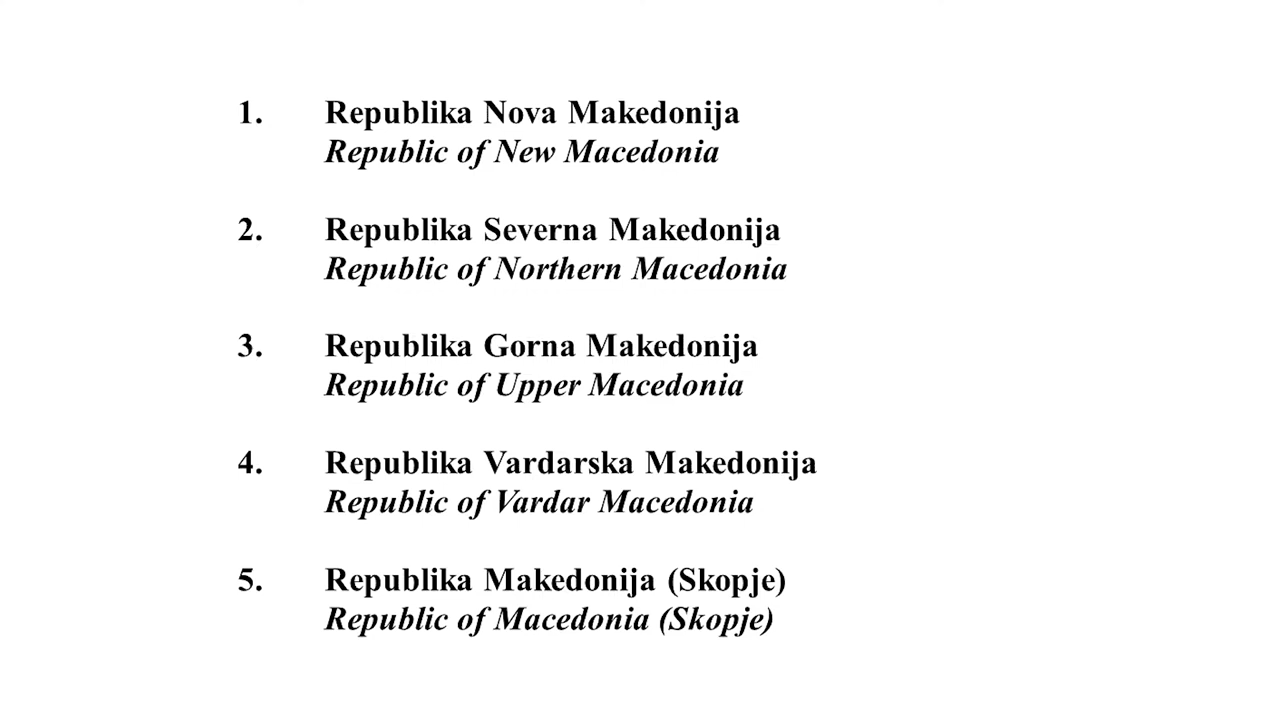 1. Republika Nova Makedonija
Republic of New Macedonia
2. Republika Severna Makedonija
Republic of Northern Macedonia
3. Republika Gorna Makedonija
Republic of Upper Macedonia
4. Republika Vardarska Makedonija
Republic of Vardar Macedonia
5. Republika Makedonija (Skopje)
Republic of Macedonia (Skopje)